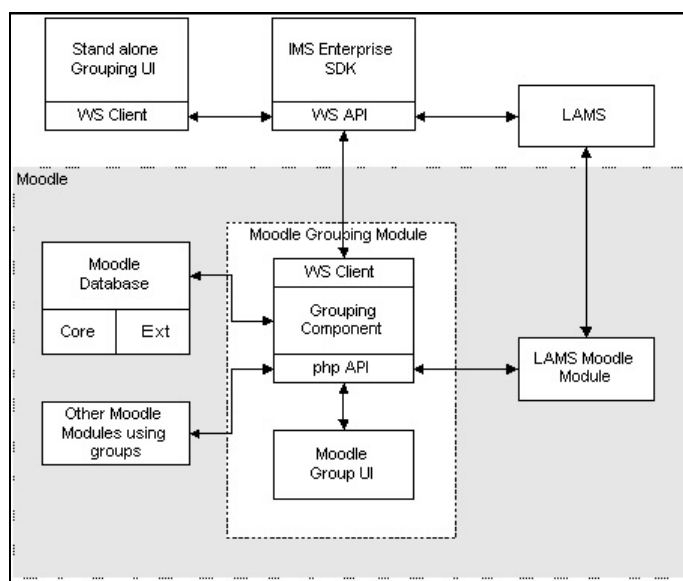 Stand alone
Grouping UI
WS Client
IMS Enterprise
SDK
WS API
LAMS
Moodle
Moodle Grouping Module
Moodle
Database
Core
Ext
WS Client
Grouping
Component
php API
LAMS Moodle
Module
Other Moodle
Modules using
groups
Moodle
Group UI